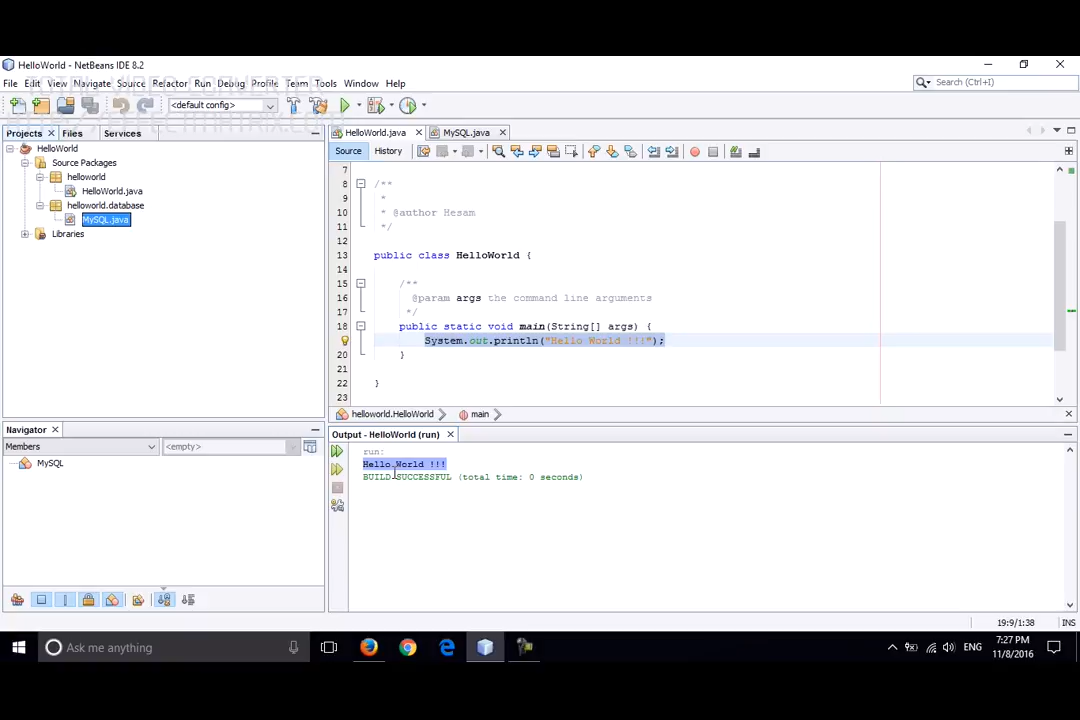 HelloWorld - NetBeans IDE 8.2
File Edit View Navigate Source Refactor Run Debug Profile Team Tools Window Help
Search (Ctrl+I)
TOTAL VIDEO CONVERTER
<default config>
Projects Files Services
HelloWorld.java MySQL.java
HelloWorld
Source History
Source Packages
helloworld
HelloWorld.java
helloworld.database
MySQL.java
Libraries
7
8 /**
9 *
10 * @author Hesam
11 */
12
13 public class HelloWorld {
14
15 /**
16 @param args the command line arguments
17 */
18 public static void main(String[] args) {
System.out.println("Hello World !!!");
20 }
21
22 }
23
helloworld.HelloWorld main
Navigator
Members <empty>
MySQL
Output - HelloWorld (run)
run:
Hello World !!!
BUILD SUCCESSFUL (total time: 0 seconds)
19:9/1:38 INS
Ask me anything
ENG
7:27 PM
11/8/2016